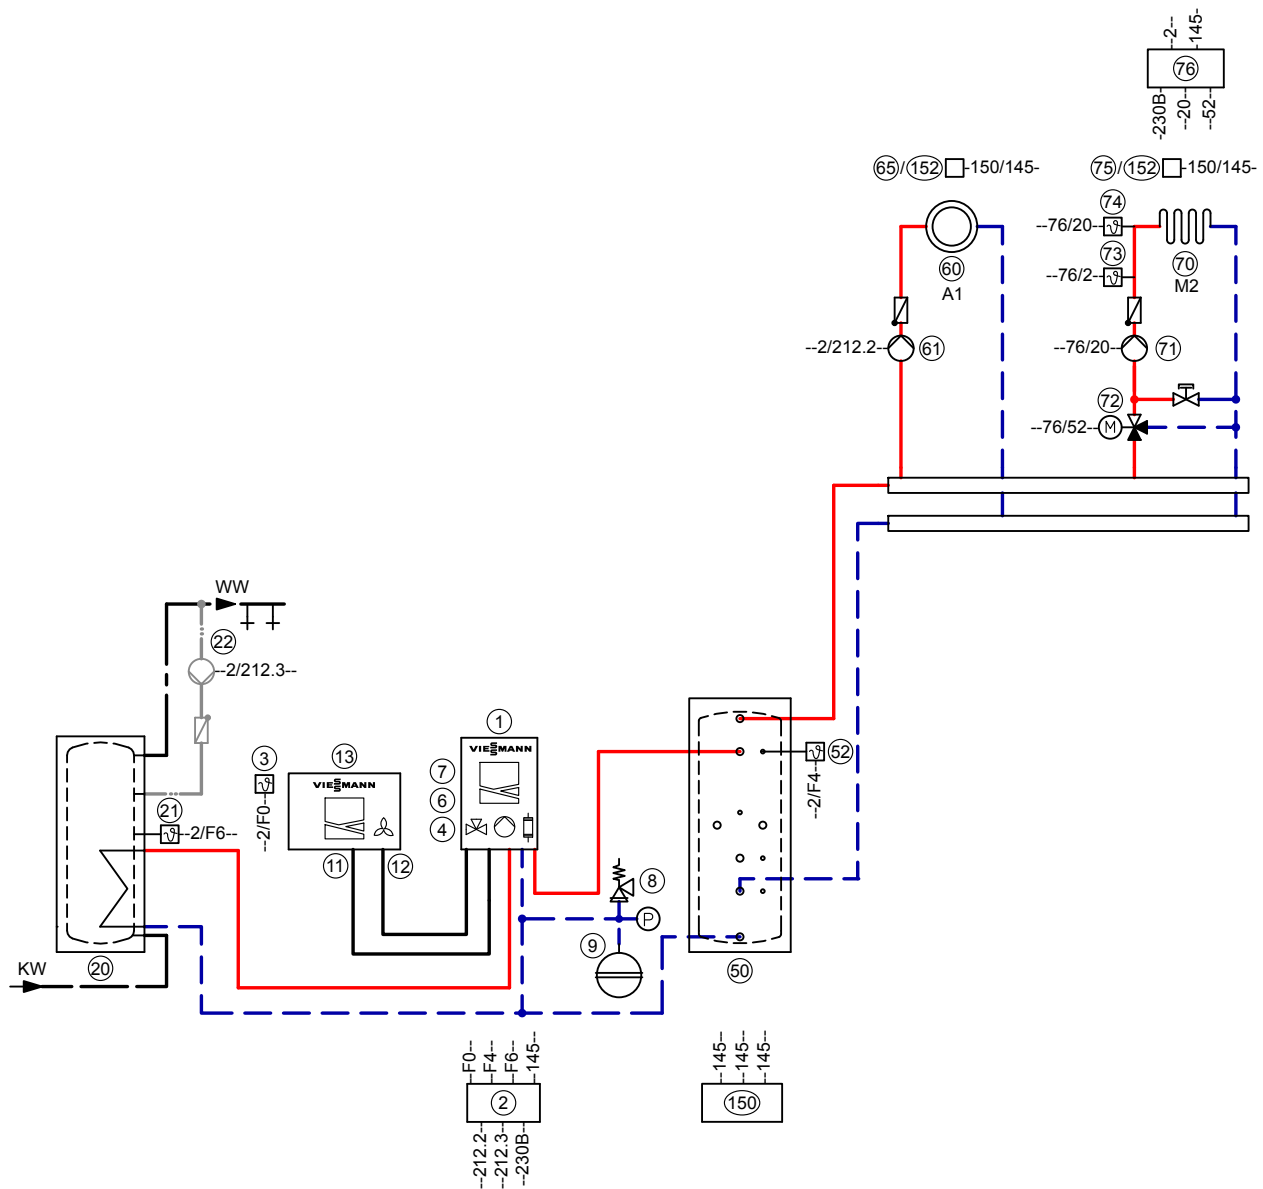 --2--
145-
76
-230B-
--20--
--52--
65/152 -150/145-
75/152 -150/145-
74
--76/20--
73
--76/2--
60
A1
70
M2
--2/212.2--
61
--76/20--
71
72
--76/52--
M
WW
22
--2/212.3--
1
3
13
VIESMANN
VIESMANN
7
6
4
52
--2/F4--
--2/F0--
21
--2/F6--
11
12
8
P
9
20
50
KW
F0--
F4--
F6--
-145--
2
--212.2--
--212.3--
--230B--
--145--
--145--
--145--
150